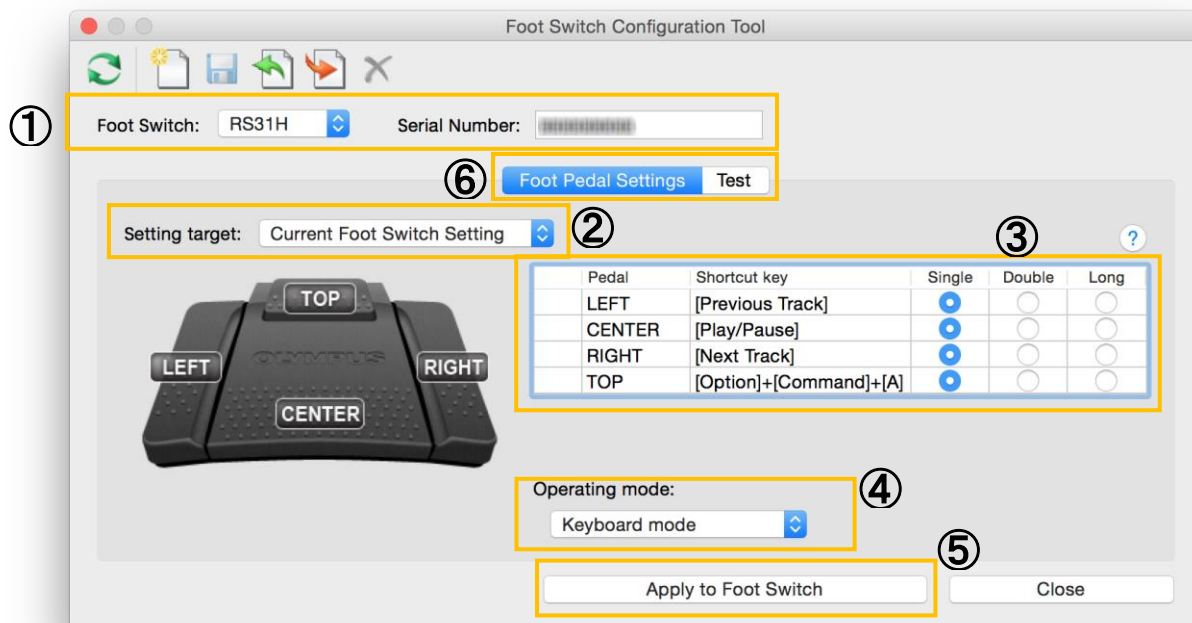 Foot Switch Configuration Tool
① Foot Switch: RS31H Serial Number:
⑥ Foot Pedal Settings Test
Setting target: Current Foot Switch Setting ②
③ ?
Pedal Shortcut key Single Double Long
LEFT [Previous Track]
CENTER [Play/Pause]
RIGHT [Next Track]
TOP [Option]+[Command]+[A]
TOP
OLYMPUS
LEFT RIGHT
CENTER
Operating mode: ④
Keyboard mode
⑤
Apply to Foot Switch Close